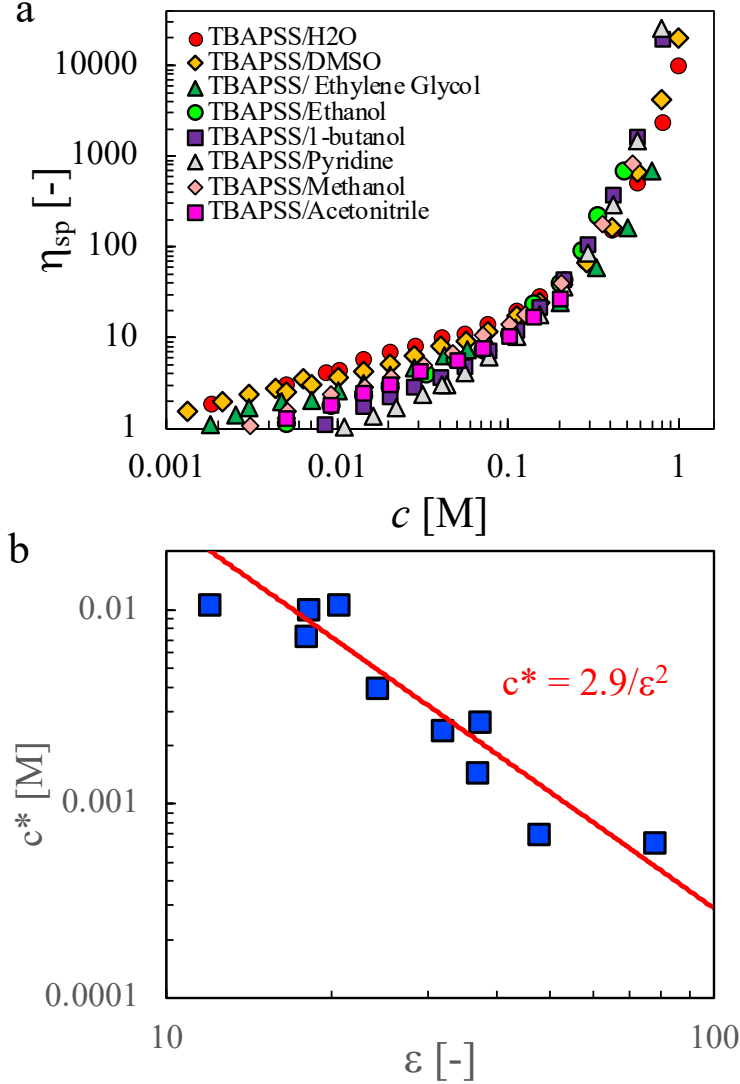 a
10000
1000
100
10
1
η_sp [-]
TBAPSS/H2O
TBAPSS/DMSO
TBAPSS/ Ethylene Glycol
TBAPSS/Ethanol
TBAPSS/1-butanol
TBAPSS/Pyridine
TBAPSS/Methanol
TBAPSS/Acetonitrile
0.001 0.01 0.1 1
c [M]
b
0.01
0.001
0.0001
c* [M]
c* = 2.9/ε²
10 100
ε [-]